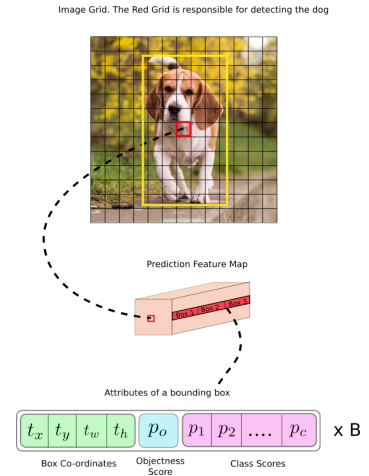 Image Grid. The Red Grid is responsible for detecting the dog
Prediction Feature Map
Box 1 Box 2 Box 3
Attributes of a bounding box
t_x t_y t_w t_h p_o p_1 p_2 .... p_c x B
Box Co-ordinates
Objectness
Score
Class Scores